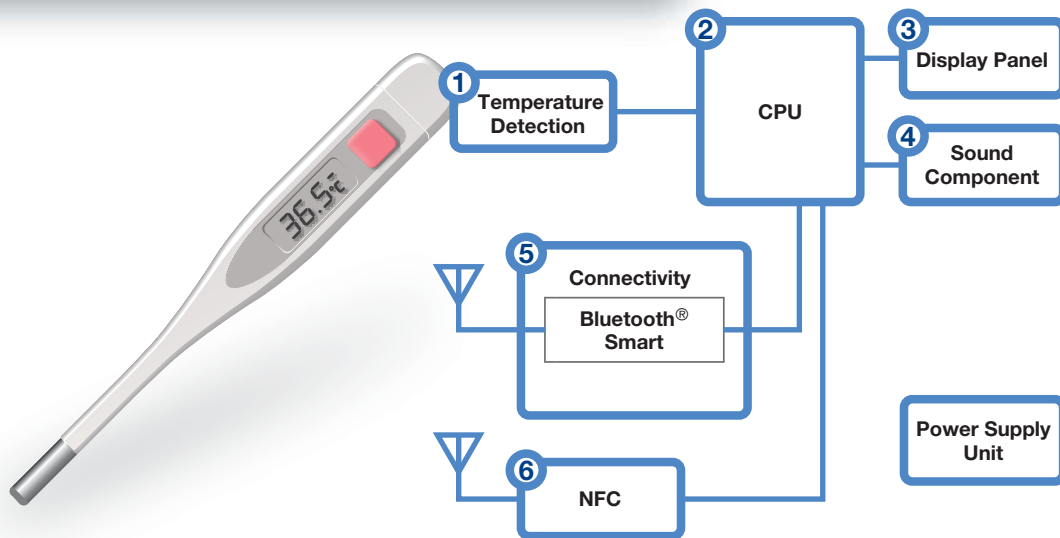 36.5℃
1
Temperature
Detection
2
CPU
3
Display Panel
4
Sound
Component
5
Connectivity
Bluetooth®
Smart
6
NFC
Power Supply
Unit